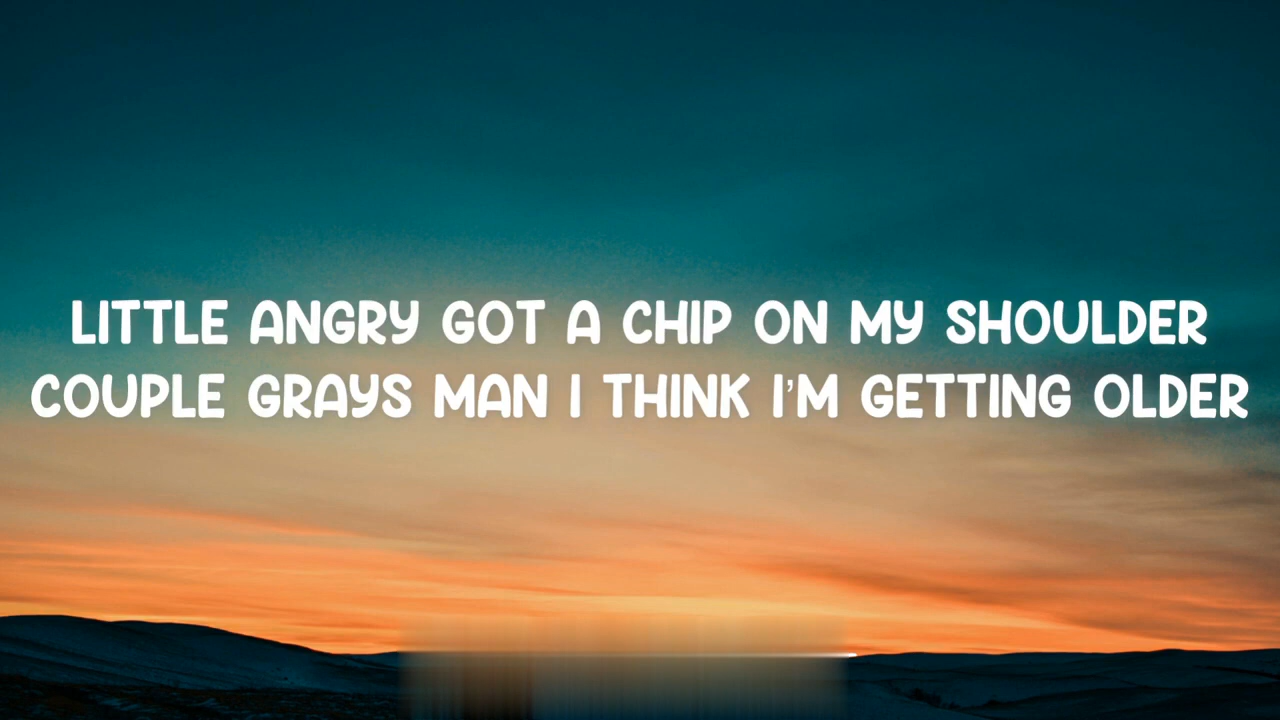 LITTLE ANGRY GOT A CHIP ON MY SHOULDER
COUPLE GRAYS MAN I THINK I'M GETTING OLDER